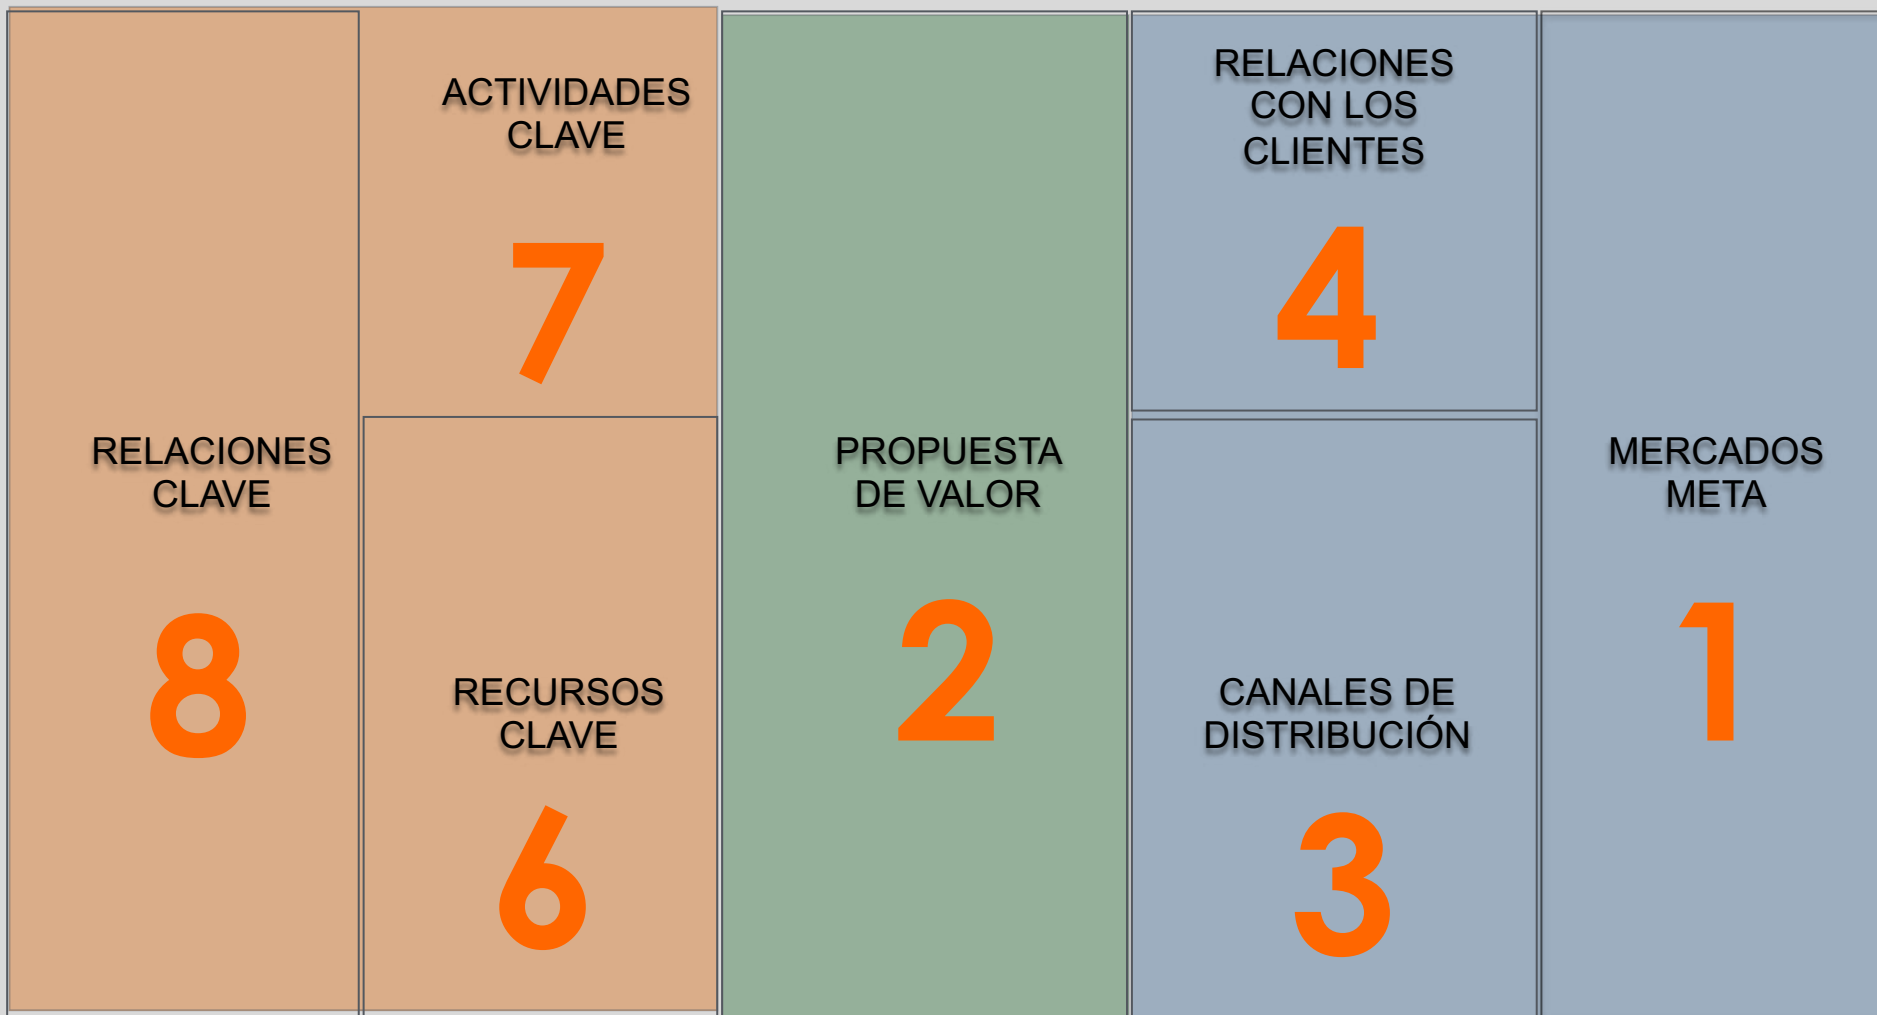 ACTIVIDADES
CLAVE
7
RELACIONES
CON LOS
CLIENTES
4
RELACIONES
CLAVE
8
PROPUESTA
DE VALOR
2
MERCADOS
META
1
RECURSOS
CLAVE
6
CANALES DE
DISTRIBUCIÓN
3